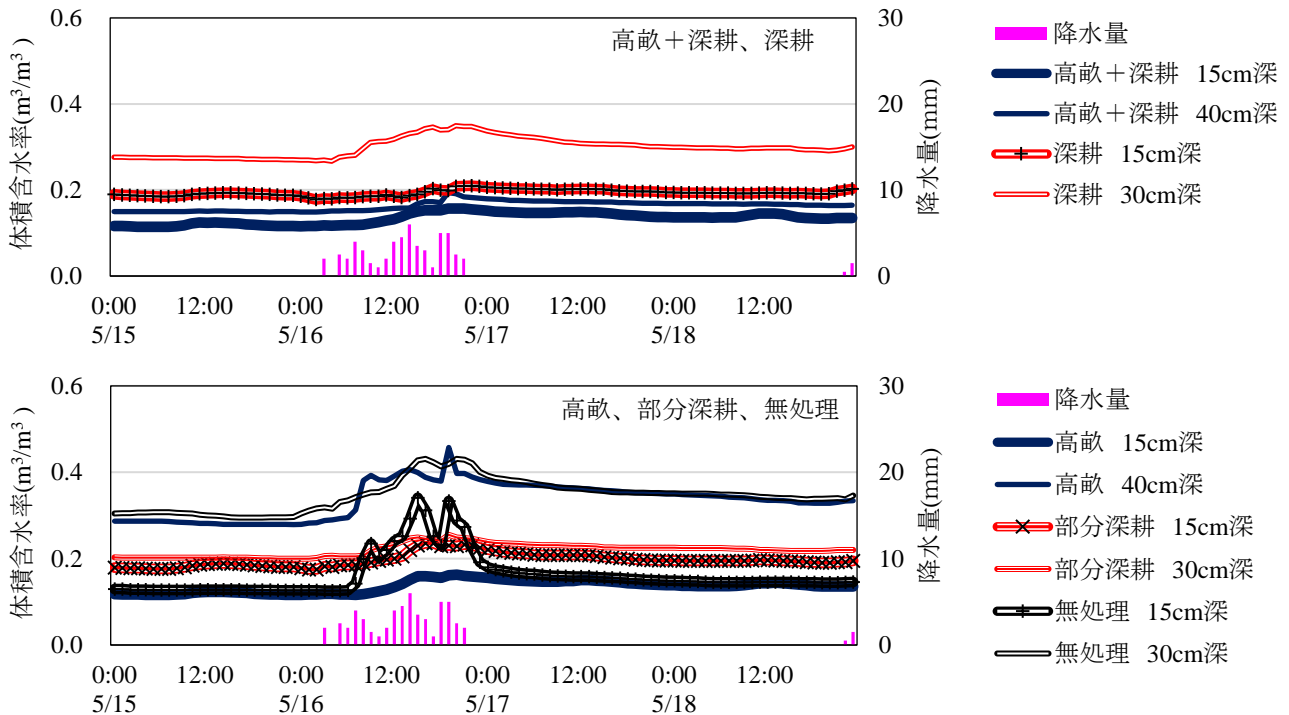 高畝＋深耕、深耕
体積含水率(m³/m³)
0.6
0.4
0.2
0.0
30
20
10
0
降水量(mm)
0:00 12:00 0:00 12:00 0:00 12:00 0:00 12:00
5/15 5/16 5/17 5/18
降水量
高畝＋深耕 15cm深
高畝＋深耕 40cm深
深耕 15cm深
深耕 30cm深
高畝、部分深耕、無処理
体積含水率(m³/m³)
0.6
0.4
0.2
0.0
30
20
10
0
降水量(mm)
0:00 12:00 0:00 12:00 0:00 12:00 0:00 12:00
5/15 5/16 5/17 5/18
降水量
高畝 15cm深
高畝 40cm深
部分深耕 15cm深
部分深耕 30cm深
無処理 15cm深
無処理 30cm深